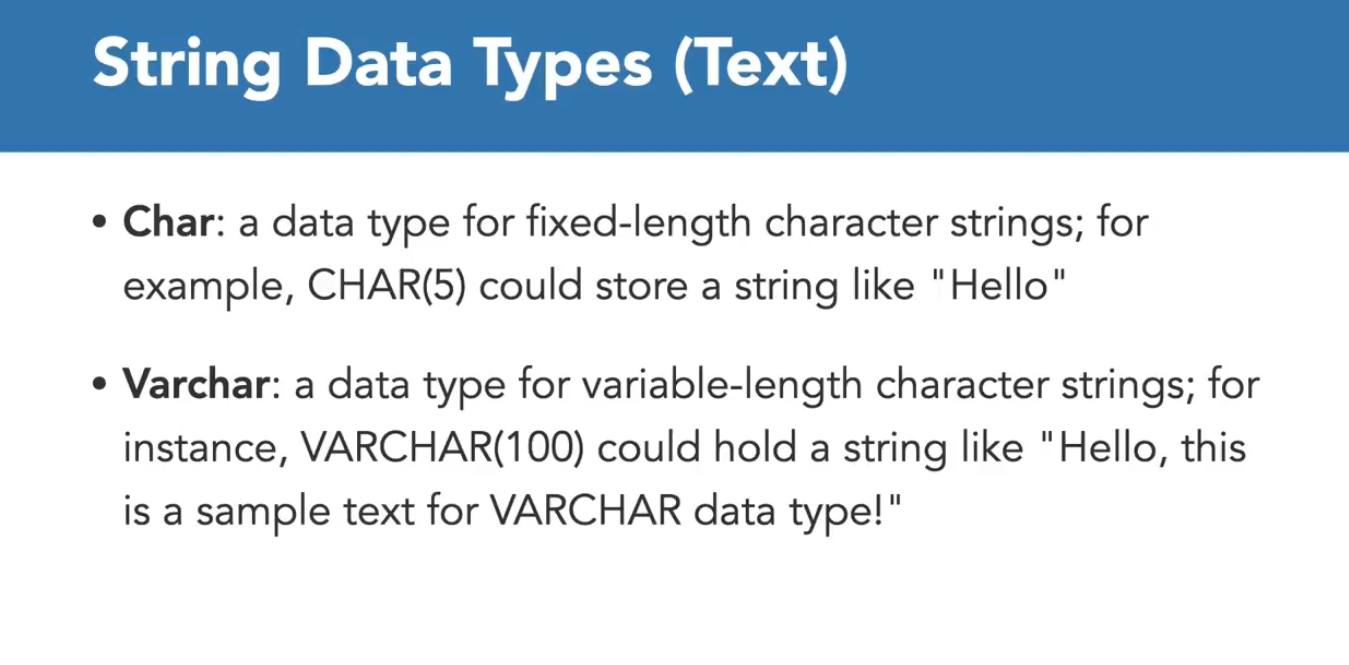 String Data Types (Text)
• Char: a data type for fixed-length character strings; for
example, CHAR(5) could store a string like "Hello"
• Varchar: a data type for variable-length character strings; for
instance, VARCHAR(100) could hold a string like "Hello, this
is a sample text for VARCHAR data type!"